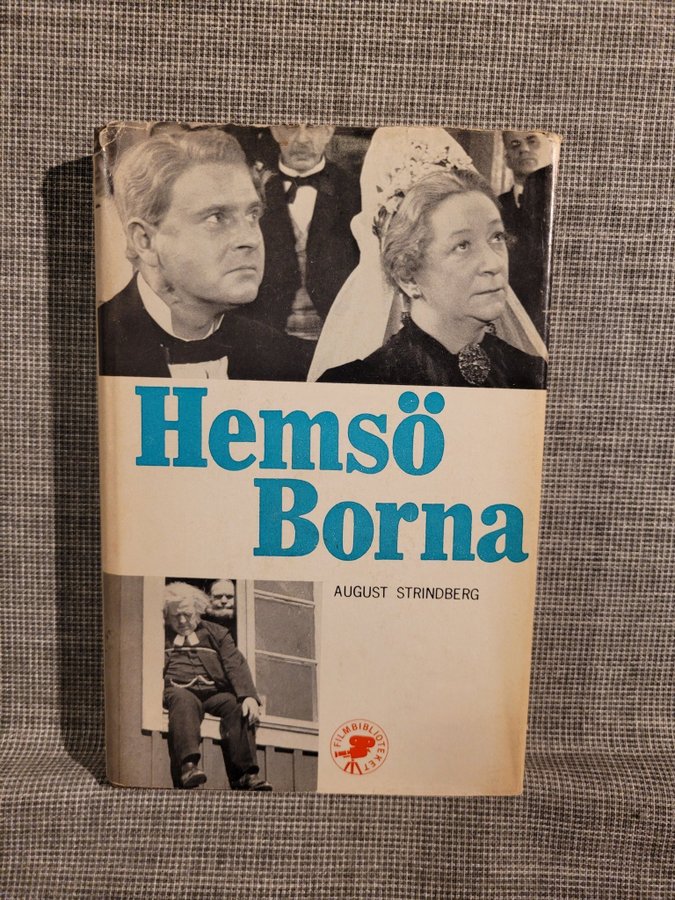 Hemsö
Borna
AUGUST STRINDBERG
FILMBIBLIOTEKET